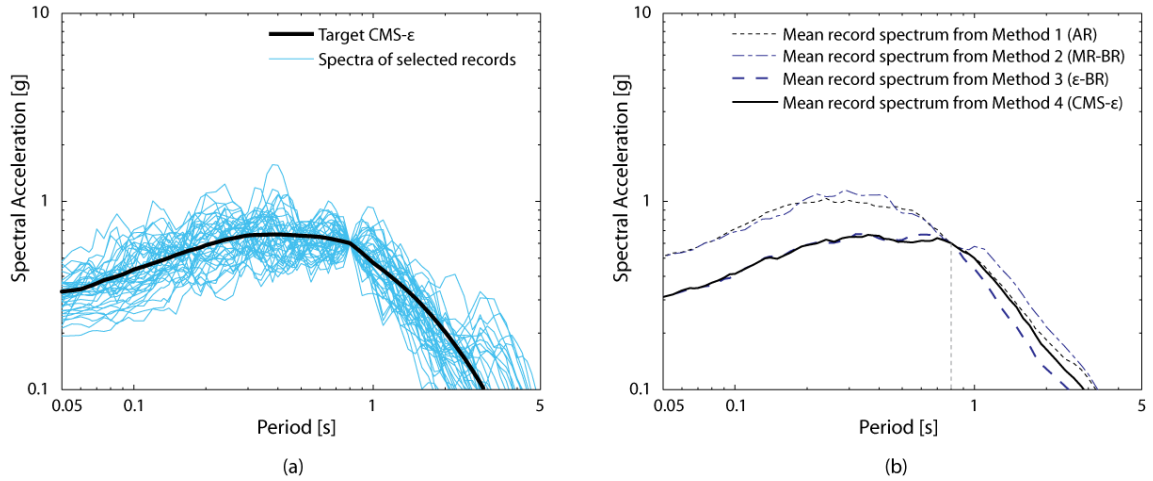 10
1
0.1
Spectral Acceleration [g]
Target CMS-ε
Spectra of selected records
0.05
0.1
1
5
Period [s]
(a)
10
1
0.1
Spectral Acceleration [g]
Mean record spectrum from Method 1 (AR)
Mean record spectrum from Method 2 (MR-BR)
Mean record spectrum from Method 3 (ε-BR)
Mean record spectrum from Method 4 (CMS-ε)
0.05
0.1
1
5
Period [s]
(b)